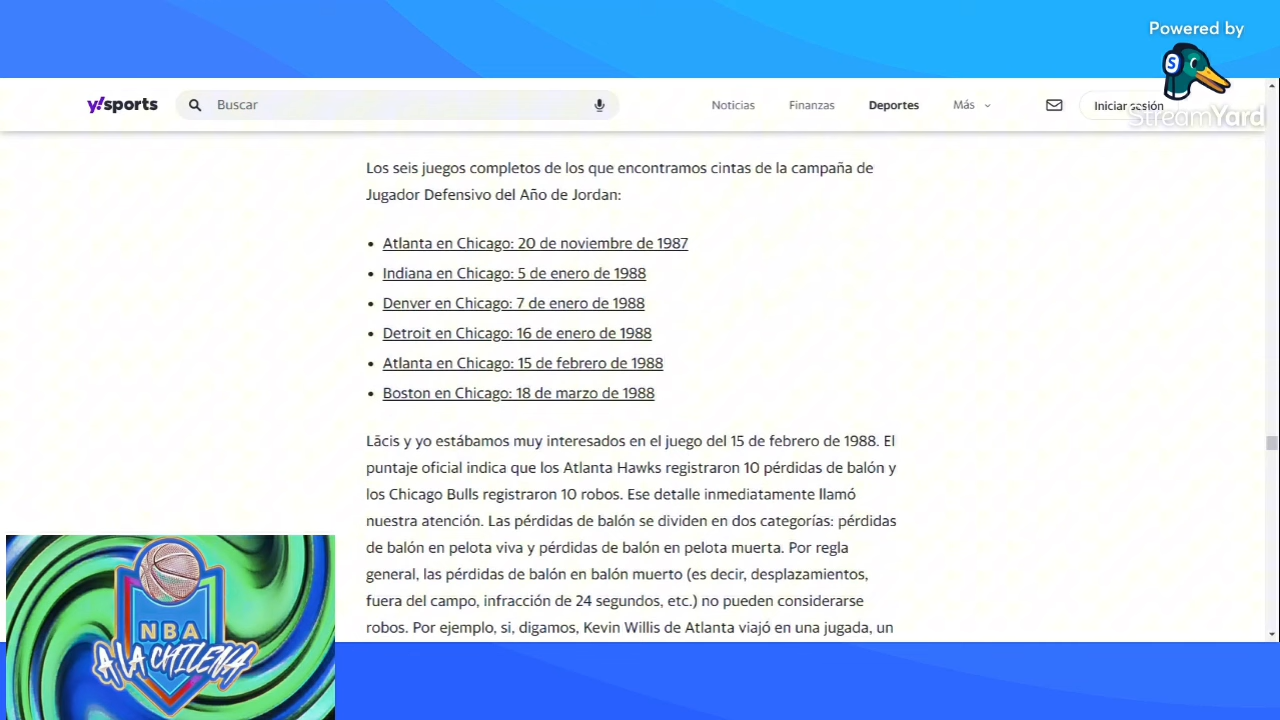 Powered by
StreamYard
y!sports
Buscar
Noticias
Finanzas
Deportes
Más
Iniciar sesión
Los seis juegos completos de los que encontramos cintas de la campaña de
Jugador Defensivo del Año de Jordan:
• Atlanta en Chicago: 20 de noviembre de 1987
• Indiana en Chicago: 5 de enero de 1988
• Denver en Chicago: 7 de enero de 1988
• Detroit en Chicago: 16 de enero de 1988
• Atlanta en Chicago: 15 de febrero de 1988
• Boston en Chicago: 18 de marzo de 1988
Lācis y yo estábamos muy interesados en el juego del 15 de febrero de 1988. El
puntaje oficial indica que los Atlanta Hawks registraron 10 pérdidas de balón y
los Chicago Bulls registraron 10 robos. Ese detalle inmediatamente llamó
nuestra atención. Las pérdidas de balón se dividen en dos categorías: pérdidas
de balón en pelota viva y pérdidas de balón en pelota muerta. Por regla
general, las pérdidas de balón en balón muerto (es decir, desplazamientos,
fuera del campo, infracción de 24 segundos, etc.) no pueden considerarse
robos. Por ejemplo, si, digamos, Kevin Willis de Atlanta viajó en una jugada, un
NBA
A LA CHILENA